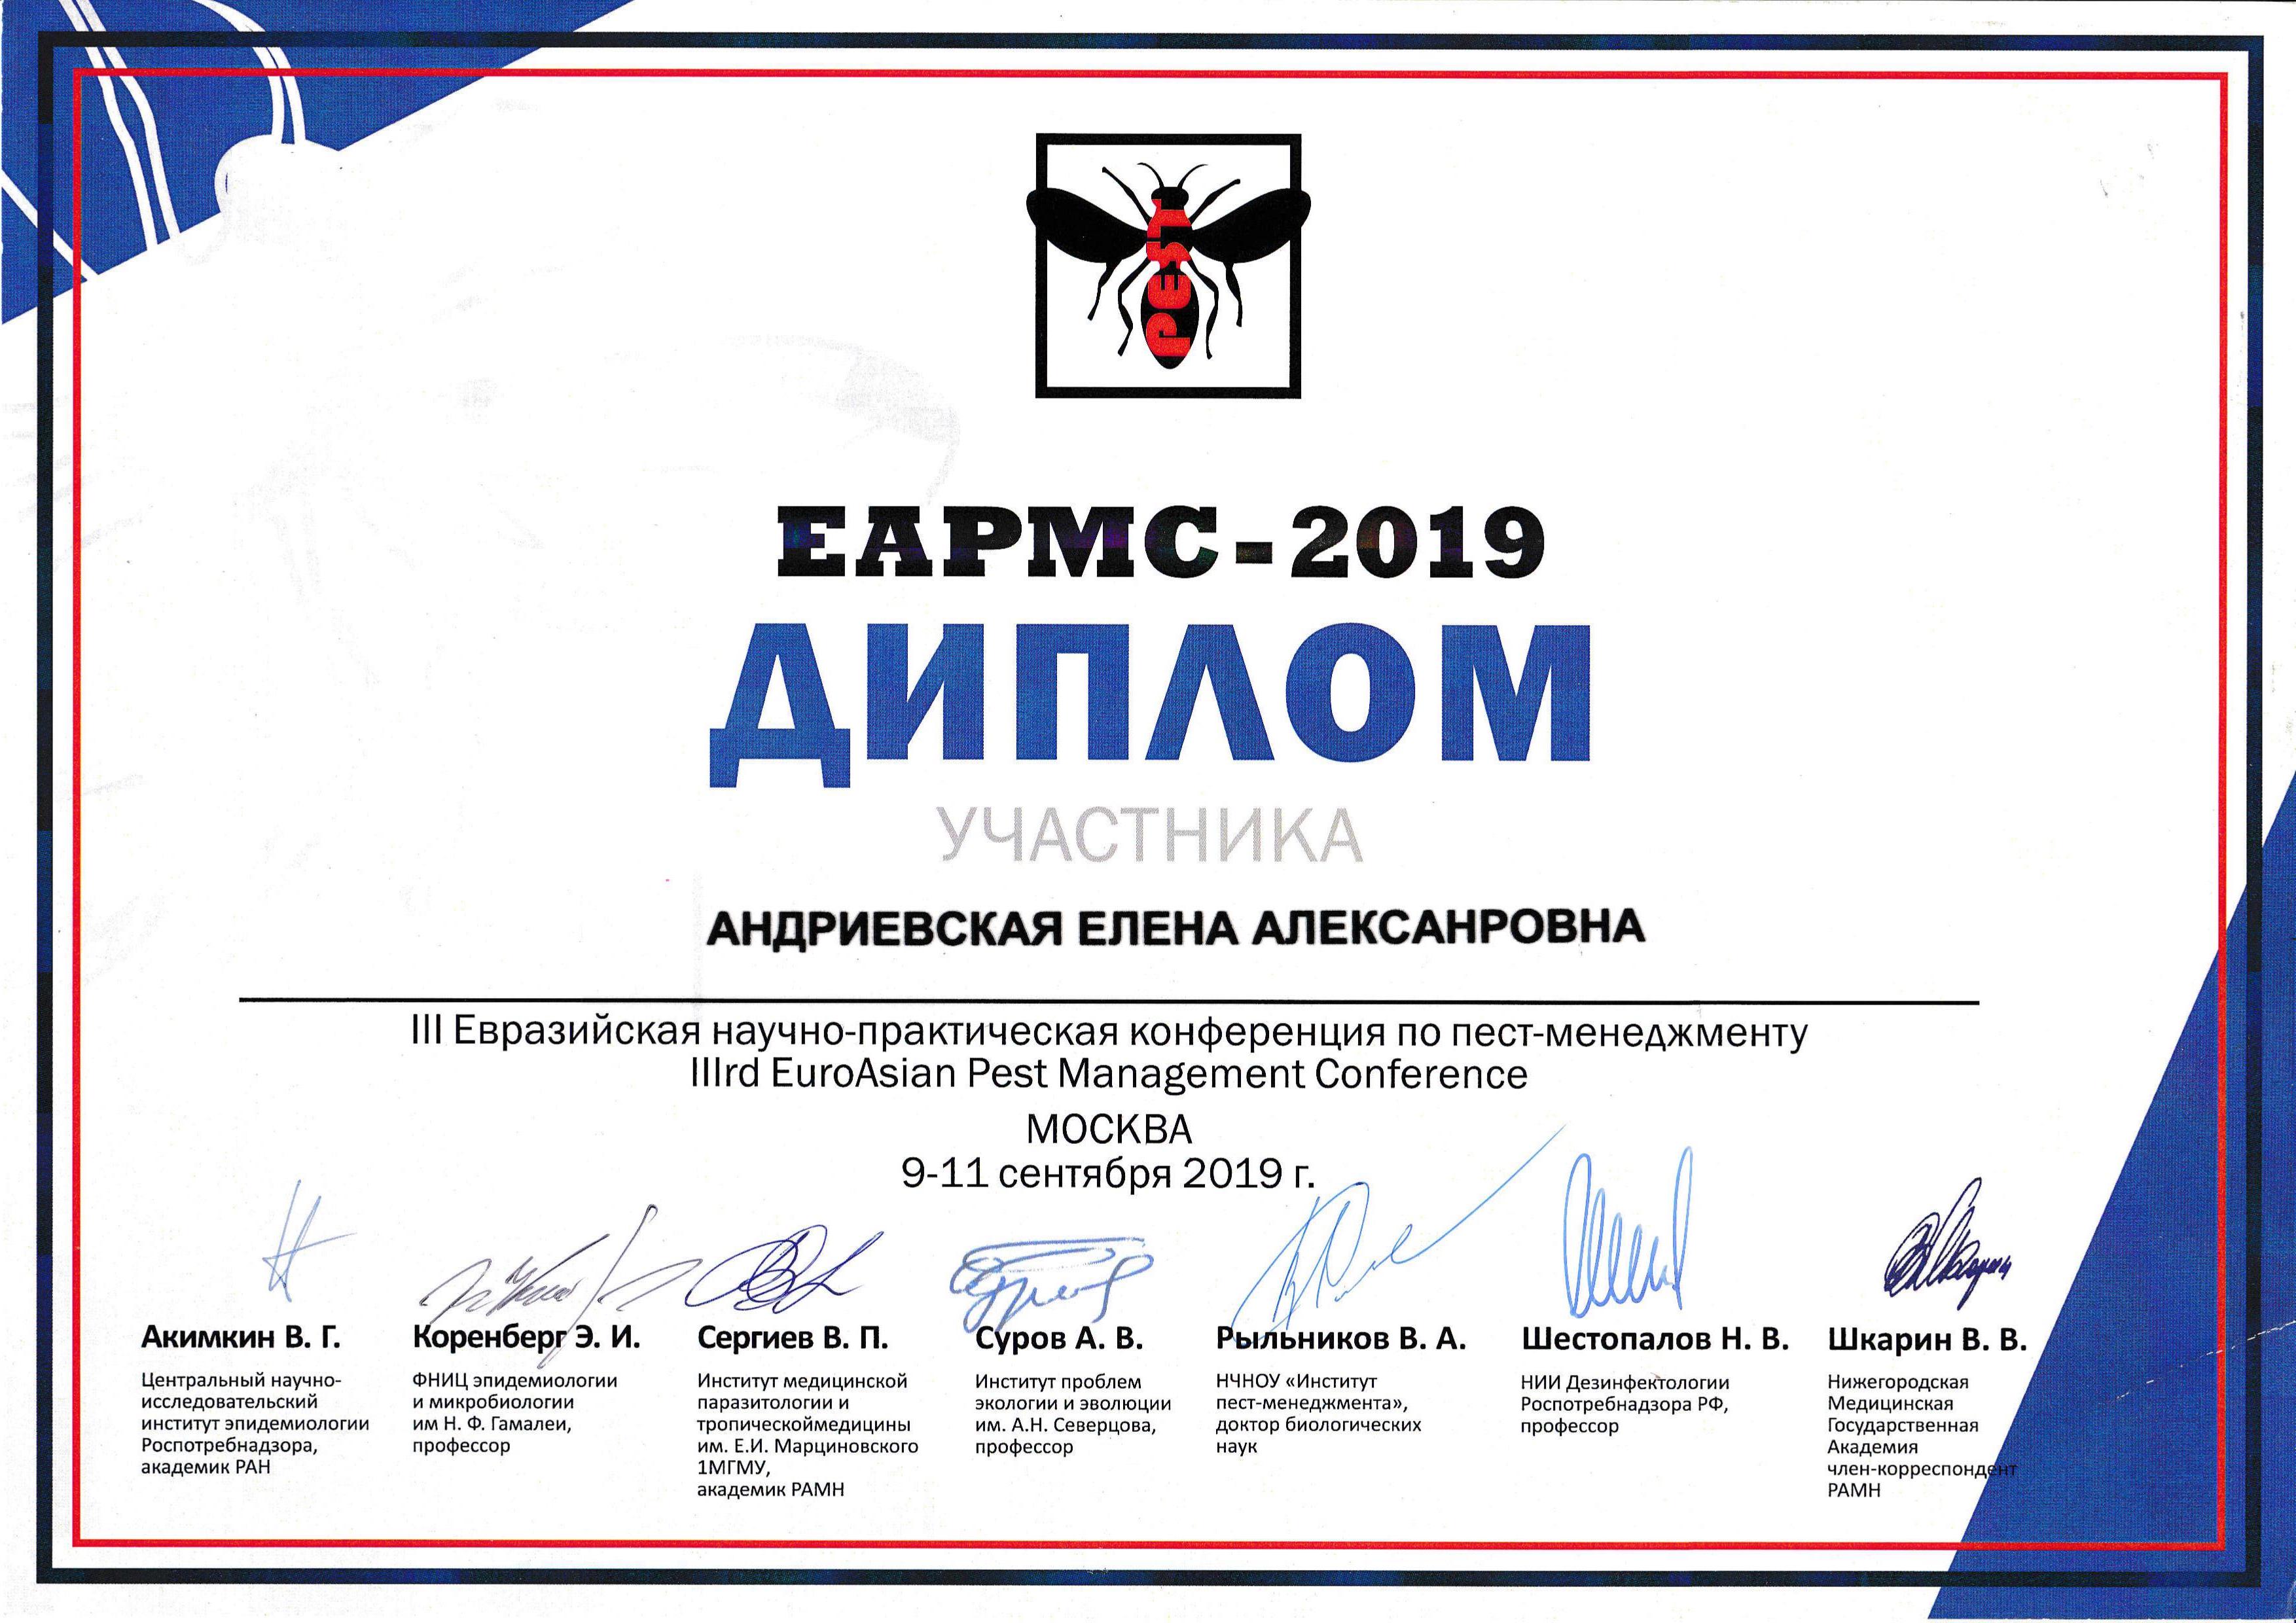 PEST
EAPMC-2019
ДИПЛОМ
УЧАСТНИКА
АНДРИЕВСКАЯ ЕЛЕНА АЛЕКСАНРОВНА
III Евразийская научно-практическая конференция по пест-менеджменту
IIIrd EuroAsian Pest Management Conference
МОСКВА
9-11 сентября 2019 г.
Акимкин В. Г.
Центральный научно-
исследовательский
институт эпидемиологии
Роспотребнадзора,
академик РАН
Коренберг Э. И.
ФНИЦ эпидемиологии
и микробиологии
им Н. Ф. Гамалеи,
профессор
Сергиев В. П.
Институт медицинской
паразитологии и
тропическоймедицины
им. Е.И. Марциновского
1МГМУ,
академик РАМН
Суров А. В.
Институт проблем
экологии и эволюции
им. А.Н. Северцова,
профессор
Рыльников В. А.
НЧНОУ «Институт
пест-менеджмента»,
доктор биологических
наук
Шестопалов Н. В.
НИИ Дезинфектологии
Роспотребнадзора РФ,
профессор
Шкарин В. В.
Нижегородская
Медицинская
Государственная
Академия
член-корреспондент
РАМН